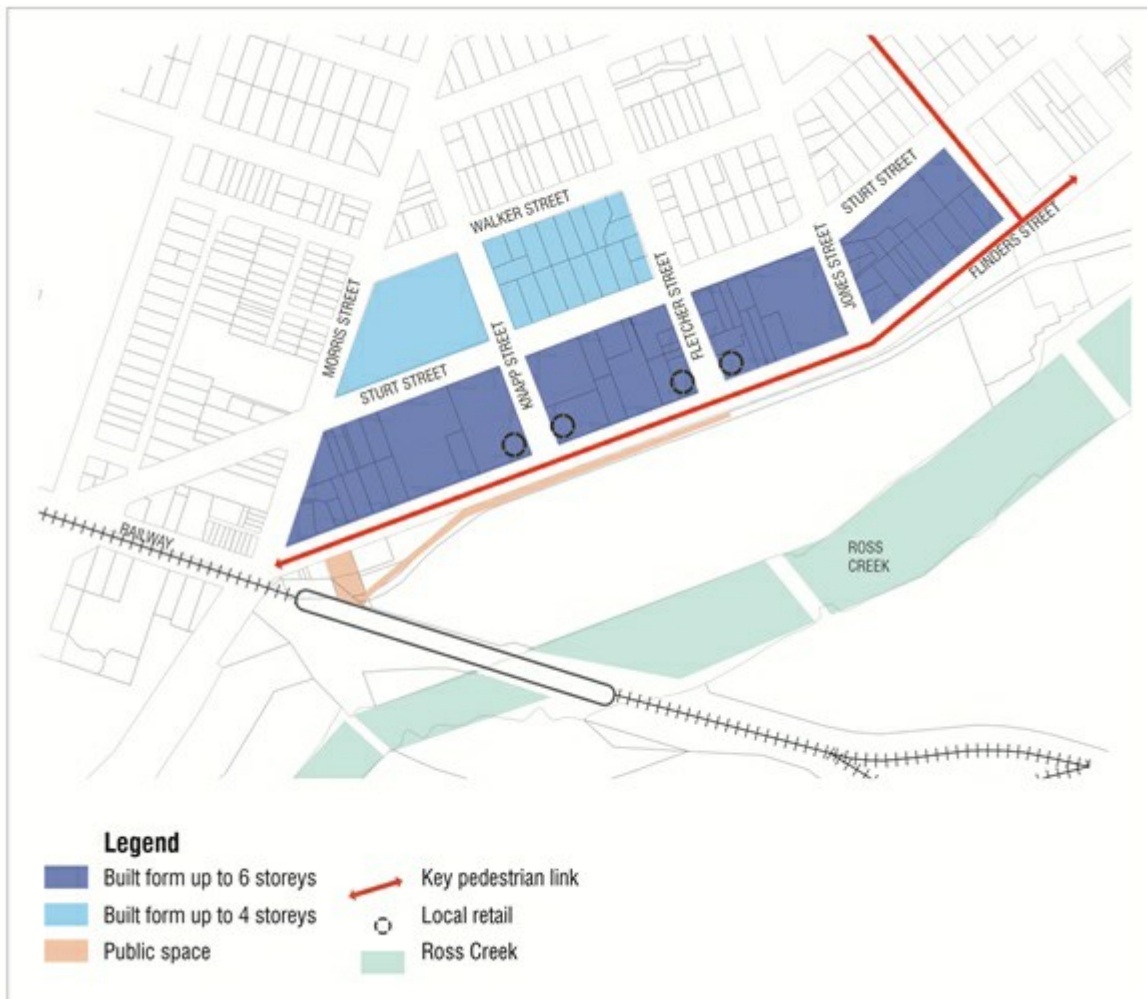 WALKER STREET
STURT STREET
FLINDERS STREET
JONES STREET
FLETCHER STREET
MORRIS STREET
KNAPP STREET
STURT STREET
RAILWAY
ROSS
CREEK
Legend
Built form up to 6 storeys
Built form up to 4 storeys
Public space
Key pedestrian link
Local retail
Ross Creek